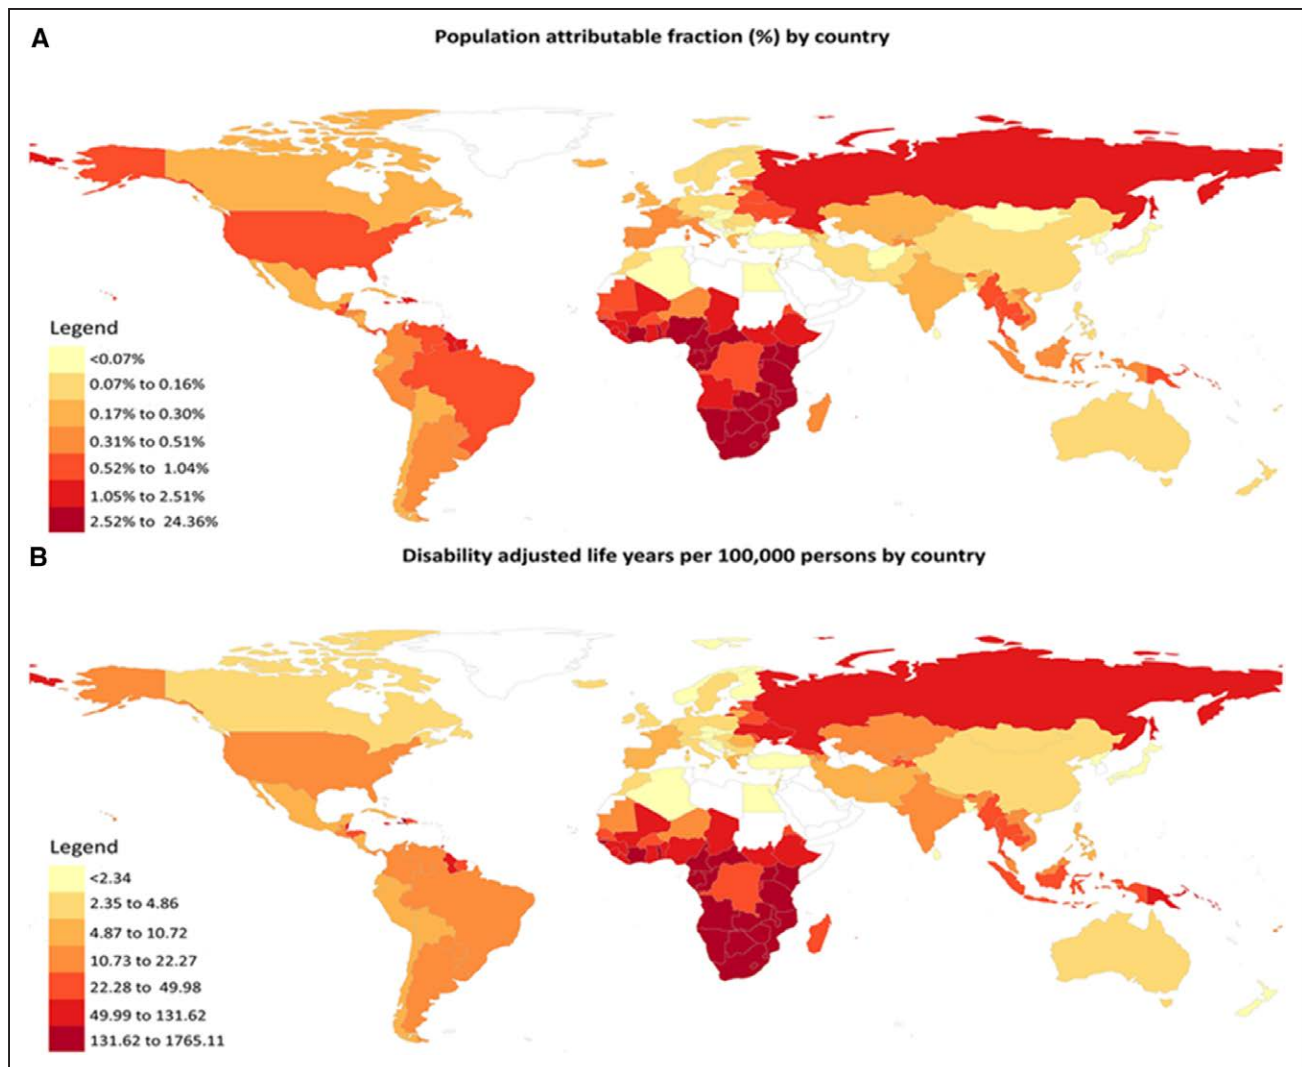 A
Population attributable fraction (%) by country
Legend
<0.07%
0.07% to 0.16%
0.17% to 0.30%
0.31% to 0.51%
0.52% to 1.04%
1.05% to 2.51%
2.52% to 24.36%
B
Disability adjusted life years per 100,000 persons by country
Legend
<2.34
2.35 to 4.86
4.87 to 10.72
10.73 to 22.27
22.28 to 49.98
49.99 to 131.62
131.62 to 1765.11